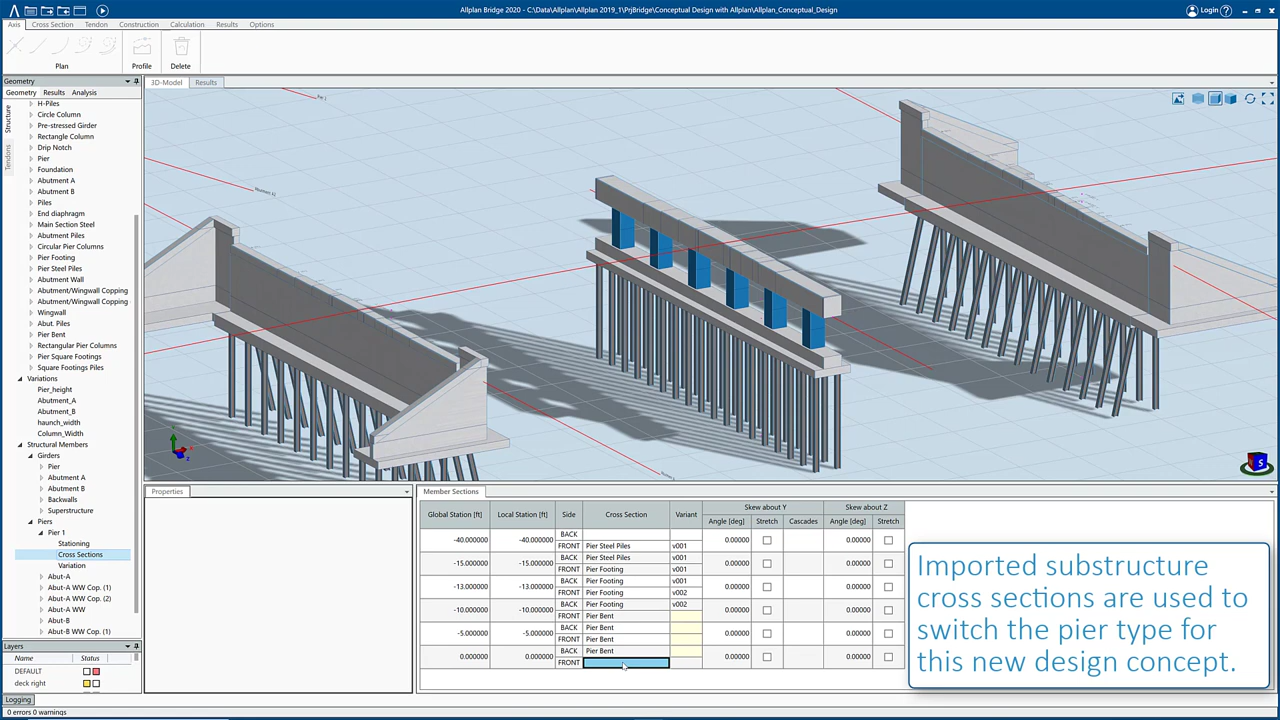 Allplan Bridge 2020 - C:\Data\Allplan\Allplan 2019_1\PrjBridge\Conceptual Design with Allplan\Allplan_Conceptual_Design
Login
Axis Cross Section Tendon Construction Calculation Results Options
Plan Profile Delete
Geometry
Geometry Results Analysis
Structure
Tendons
H-Piles
Circle Column
Pre-stressed Girder
Rectangle Column
Drip Notch
Pier
Foundation
Abutment A
Abutment B
Piles
End diaphragm
Main Section Steel
Abutment Piles
Circular Pier Columns
Pier Footing
Pier Steel Piles
Abutment Wall
Abutment/Wingwall Copping
Abutment/Wingwall Copping
Wingwall
Abut. Piles
Pier Bent
Rectangular Pier Columns
Pier Square Footings
Square Footings Piles
Variations
Pier_height
Abutment_A
Abutment_B
haunch_width
Column_Width
Structural Members
Girders
Pier
Abutment A
Abutment B
Backwalls
Superstructure
Piers
Pier 1
Stationing
Cross Sections
Variation
Abut-A
Abut-A WW Cop. (1)
Abut-A WW Cop. (2)
Abut-A WW
Abut-B
Abut-B WW Cop. (1)
Layers
Name Status
DEFAULT
deck right
Logging
0 errors 0 warnings
3D-Model Results
S
Properties
Member Sections
Global Station [ft] Local Station [ft] Side Cross Section Variant Skew about Y Skew about Z
Angle [deg] Stretch Cascades Angle [deg] Stretch
BACK
-40.000000 -40.000000 0.00000 0.00000
FRONT Pier Steel Piles v001
BACK Pier Steel Piles v001
-15.000000 -15.000000 0.00000 0.00000
FRONT Pier Footing v001
BACK Pier Footing v001
-13.000000 -13.000000 0.00000 0.00000
FRONT Pier Footing v002
BACK Pier Footing v002
-10.000000 -10.000000 0.00000 0.00000
FRONT Pier Bent
BACK Pier Bent
-5.000000 -5.000000 0.00000 0.00000
FRONT Pier Bent
BACK Pier Bent
0.000000 0.000000 0.00000 0.00000
FRONT
Imported substructure
cross sections are used to
switch the pier type for
this new design concept.